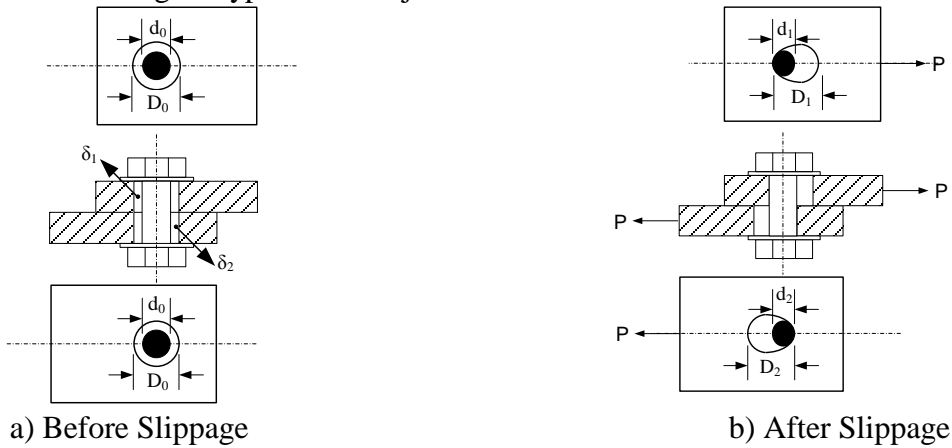 d₀
D₀
δ₁
δ₂
d₀
D₀
a) Before Slippage
d₁
P
D₁
P
P
d₂
P
D₂
b) After Slippage